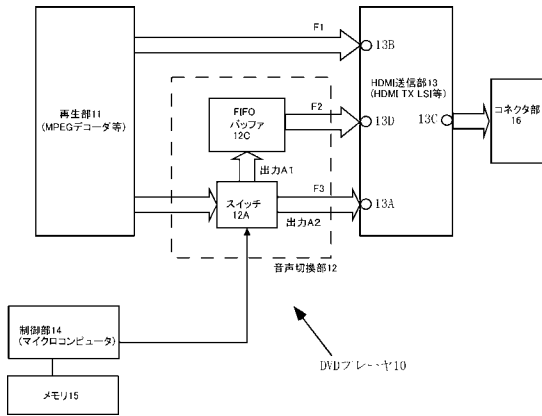 F1
13B
再生部11
(MPEGデコーダ等)
HDMI送信部13
(HDMI TX LSI等)
FIFO
バッファ
12C
F2
13D
13C
コネクタ部
16
出力A1
スイッチ
12A
F3
13A
出力A2
音声切換部12
制御部14
(マイクロコンピュータ)
DVDプレーヤ10
メモリ15